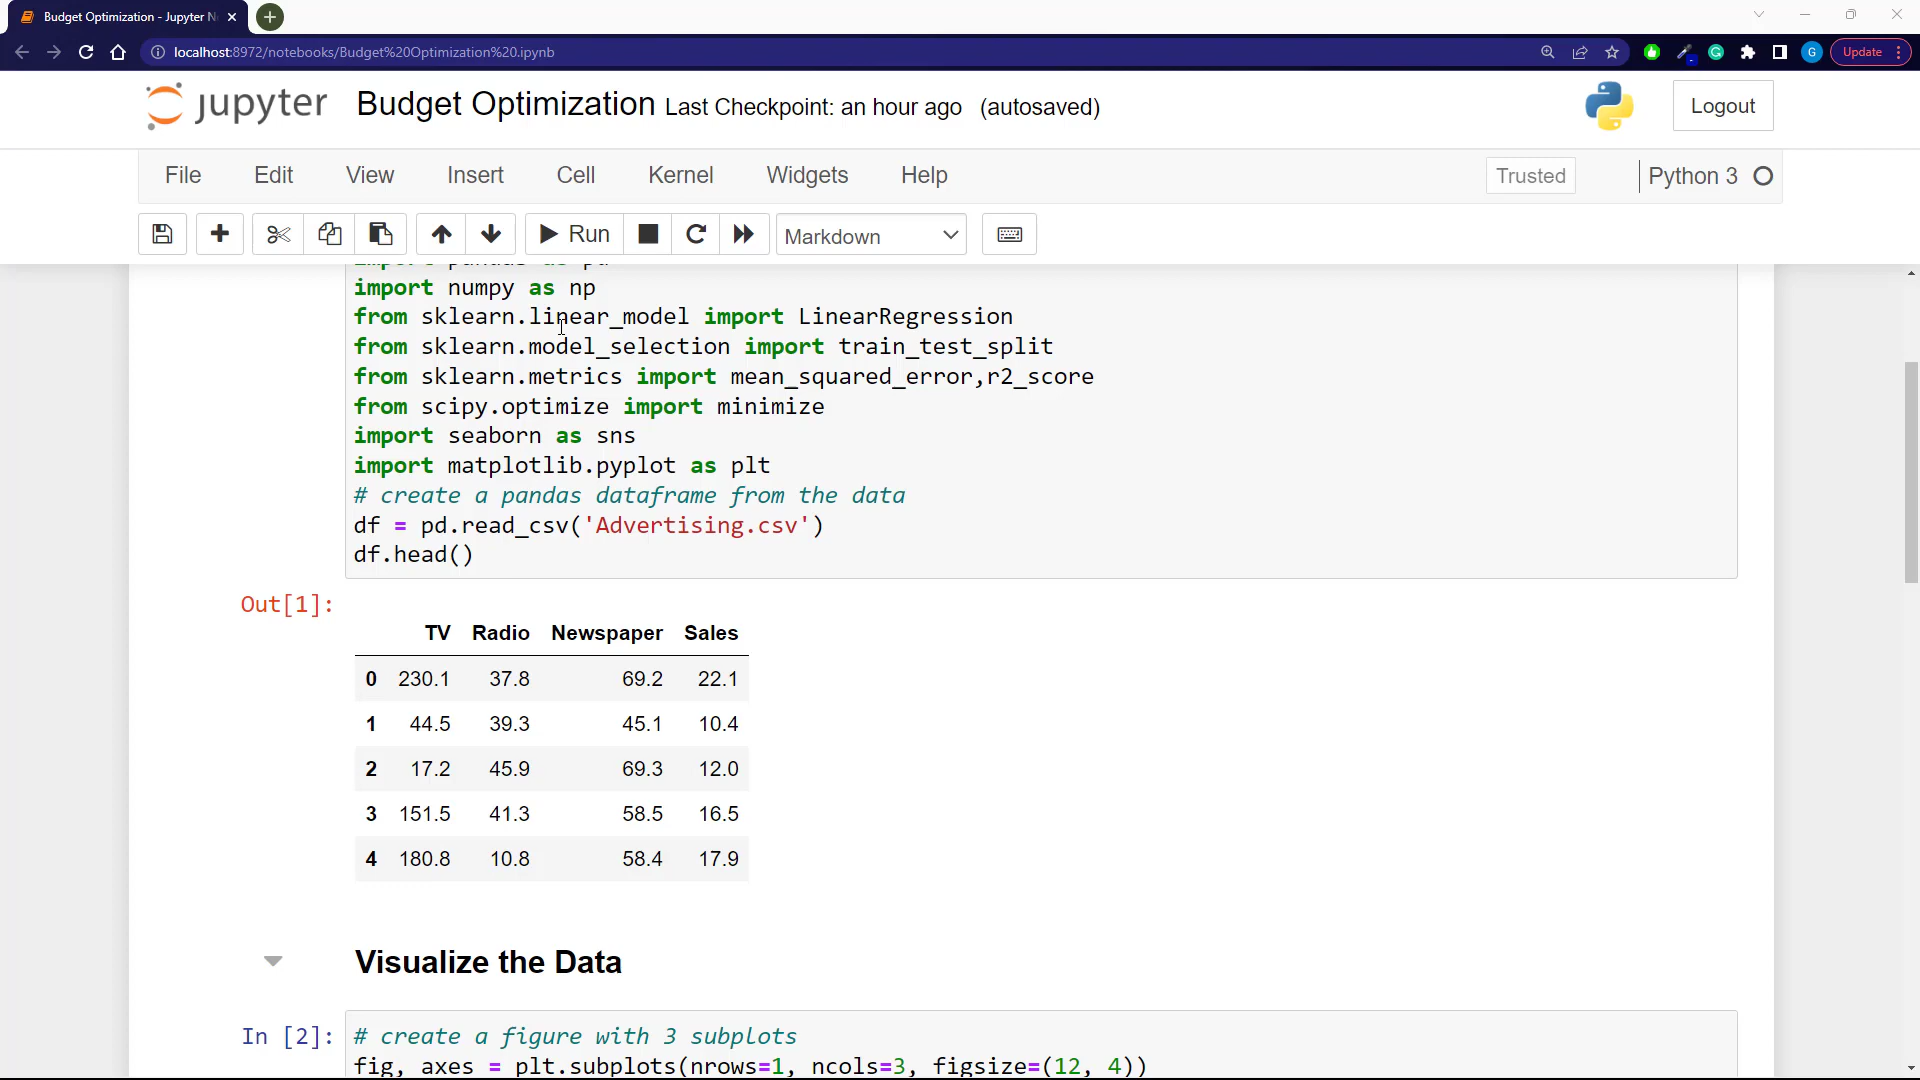 Budget Optimization - Jupyter N
localhost:8972/notebooks/Budget%20Optimization%20.ipynb
G
Update
jupyter Budget Optimization Last Checkpoint: an hour ago (autosaved)
Logout
File Edit View Insert Cell Kernel Widgets Help
Trusted
Python 3
Run
Markdown
import pandas as pd
import numpy as np
from sklearn.linear_model import LinearRegression
from sklearn.model_selection import train_test_split
from sklearn.metrics import mean_squared_error,r2_score
from scipy.optimize import minimize
import seaborn as sns
import matplotlib.pyplot as plt
# create a pandas dataframe from the data
df = pd.read_csv('Advertising.csv')
df.head()
Out[1]:
TV Radio Newspaper Sales
0 230.1 37.8 69.2 22.1
1 44.5 39.3 45.1 10.4
2 17.2 45.9 69.3 12.0
3 151.5 41.3 58.5 16.5
4 180.8 10.8 58.4 17.9
Visualize the Data
In [2]:
# create a figure with 3 subplots
fig, axes = plt.subplots(nrows=1, ncols=3, figsize=(12, 4))